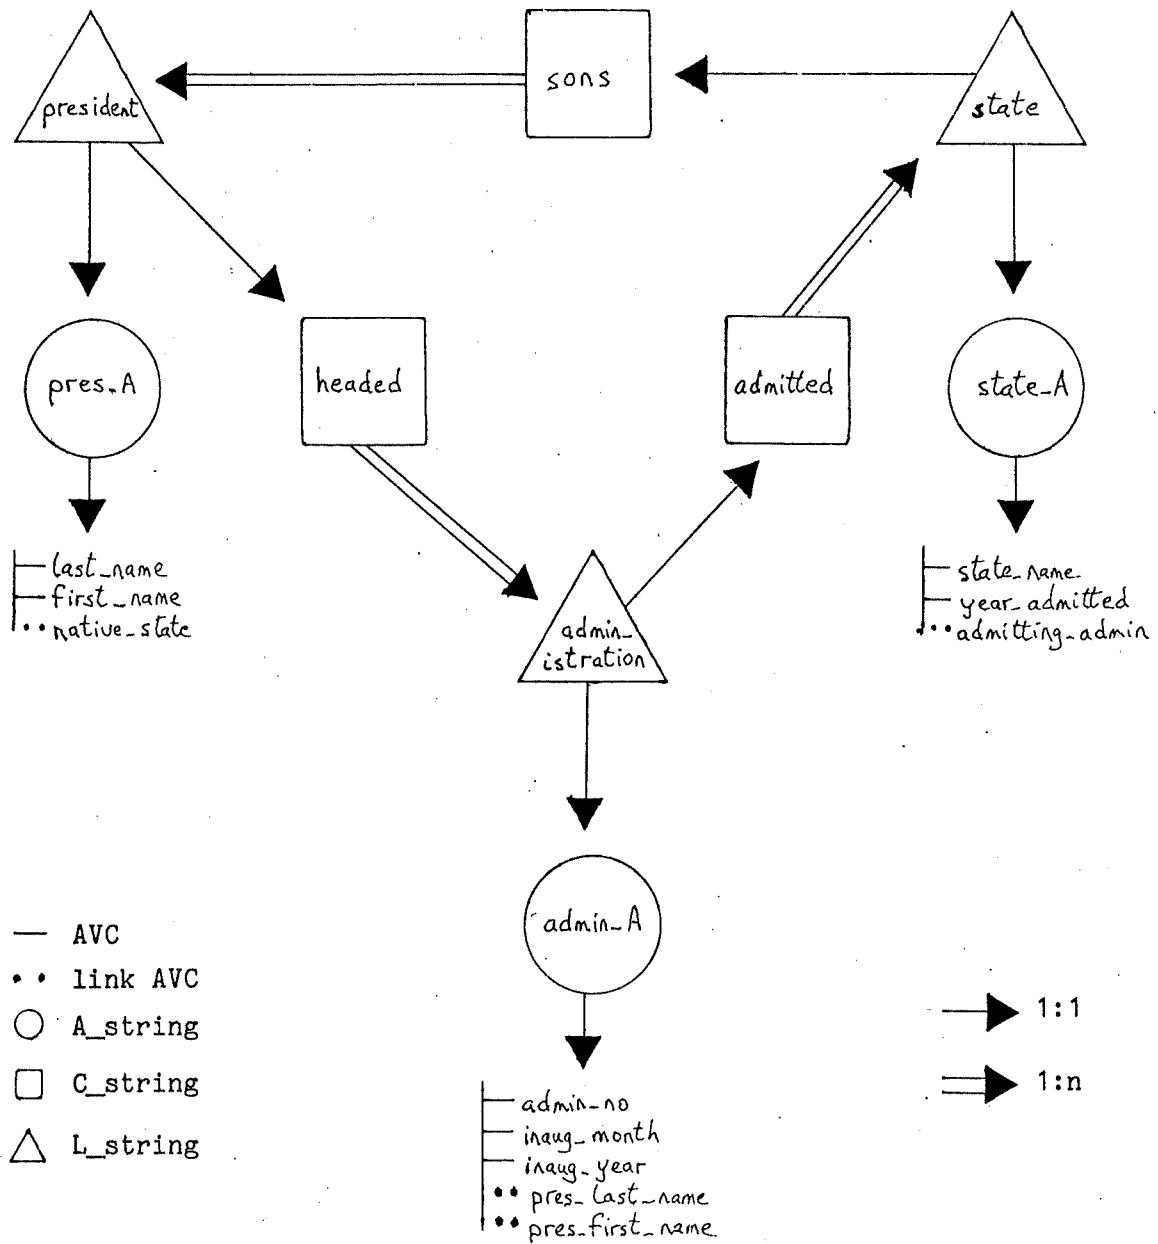 president
sons
state
pres_A
headed
admitted
state_A
last_name
first_name
native_state
state_name
year_admitted
admitting_admin
admin_
istration
admin_A
AVC
link AVC
A_string
C_string
L_string
1:1
1:n
admin_no
inaug_month
inaug_year
pres_last_name
pres_first_name